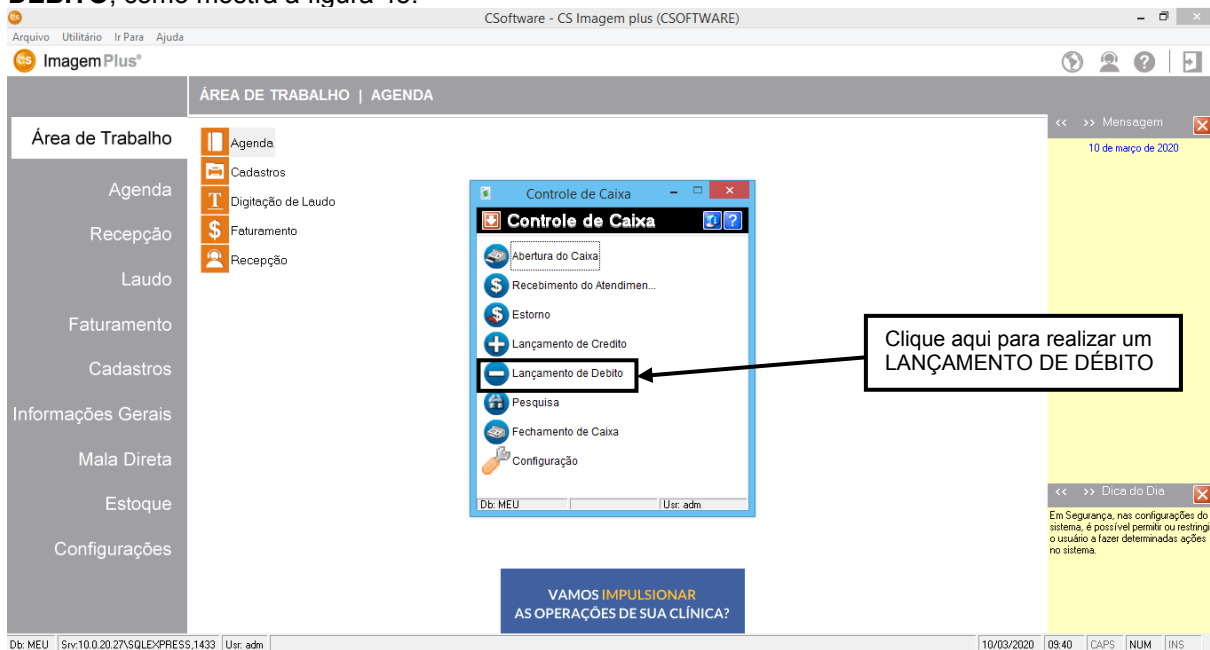 DÉBITO, como mostra a figura
CSoftware - CS Imagem plus (CSOFTWARE)
Arquivo Utilitário Ir Para Ajuda
cs ImagemPlus®
ÁREA DE TRABALHO | AGENDA
Área de Trabalho
Agenda
Recepção
Laudo
Faturamento
Cadastros
Informações Gerais
Mala Direta
Estoque
Configurações
Agenda
Cadastros
Digitação de Laudo
Faturamento
Recepção
Controle de Caixa
Controle de Caixa
Abertura do Caixa
Recebimento do Atendimen...
Estorno
Lançamento de Credito
Lançamento de Debito
Pesquisa
Fechamento de Caixa
Configuração
Db: MEU Usr: adm
Clique aqui para realizar um
LANÇAMENTO DE DÉBITO
<< >> Mensagem
10 de março de 2020
<< >> Dica do Dia
Em Segurança, nas configurações do
sistema, é possível permitir ou restringi
o usuário a fazer determinadas ações
no sistema.
VAMOS IMPULSIONAR
AS OPERAÇÕES DE SUA CLÍNICA?
Db: MEU Srv:10.0.20.27\SQLEXPRESS,1433 Usr: adm 10/03/2020 09:40 CAPS NUM INS